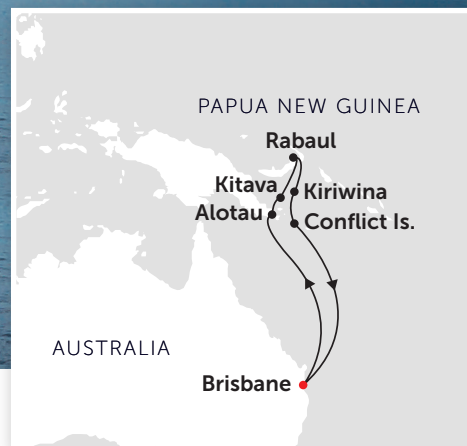 PAPUA NEW GUINEA
Rabaul
Kitava
Kiriwina
Alotau
Conflict Is.
AUSTRALIA
Brisbane